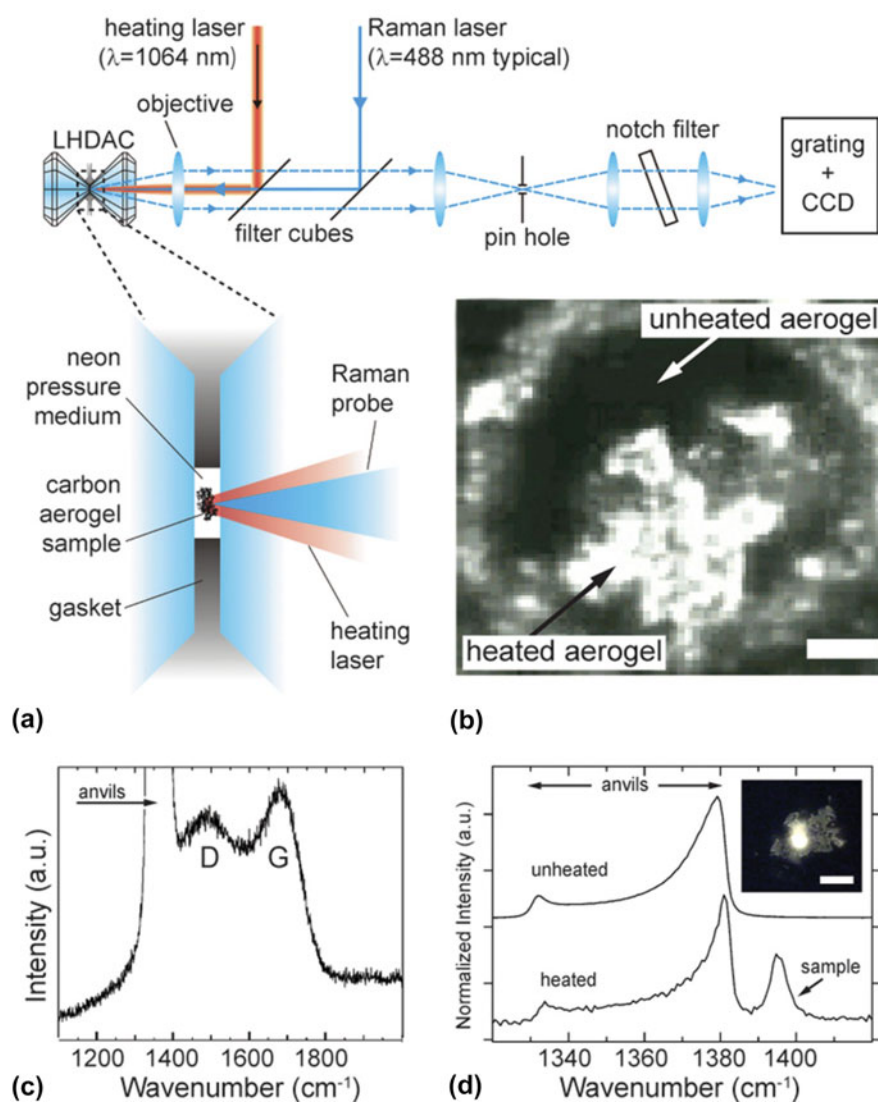 heating laser
(λ=1064 nm)
Raman laser
(λ=488 nm typical)
objective
LHDAC
notch filter
grating
+
CCD
filter cubes
pin hole
neon
pressure
medium
Raman
probe
carbon
aerogel
sample
gasket
heating
laser
(a)
unheated aerogel
heated aerogel
(b)
anvils
D
G
Intensity (a.u.)
1200 1400 1600 1800
Wavenumber (cm⁻¹)
(c)
anvils
unheated
heated
sample
Normalized Intensity (a.u.)
1340 1360 1380 1400
Wavenumber (cm⁻¹)
(d)